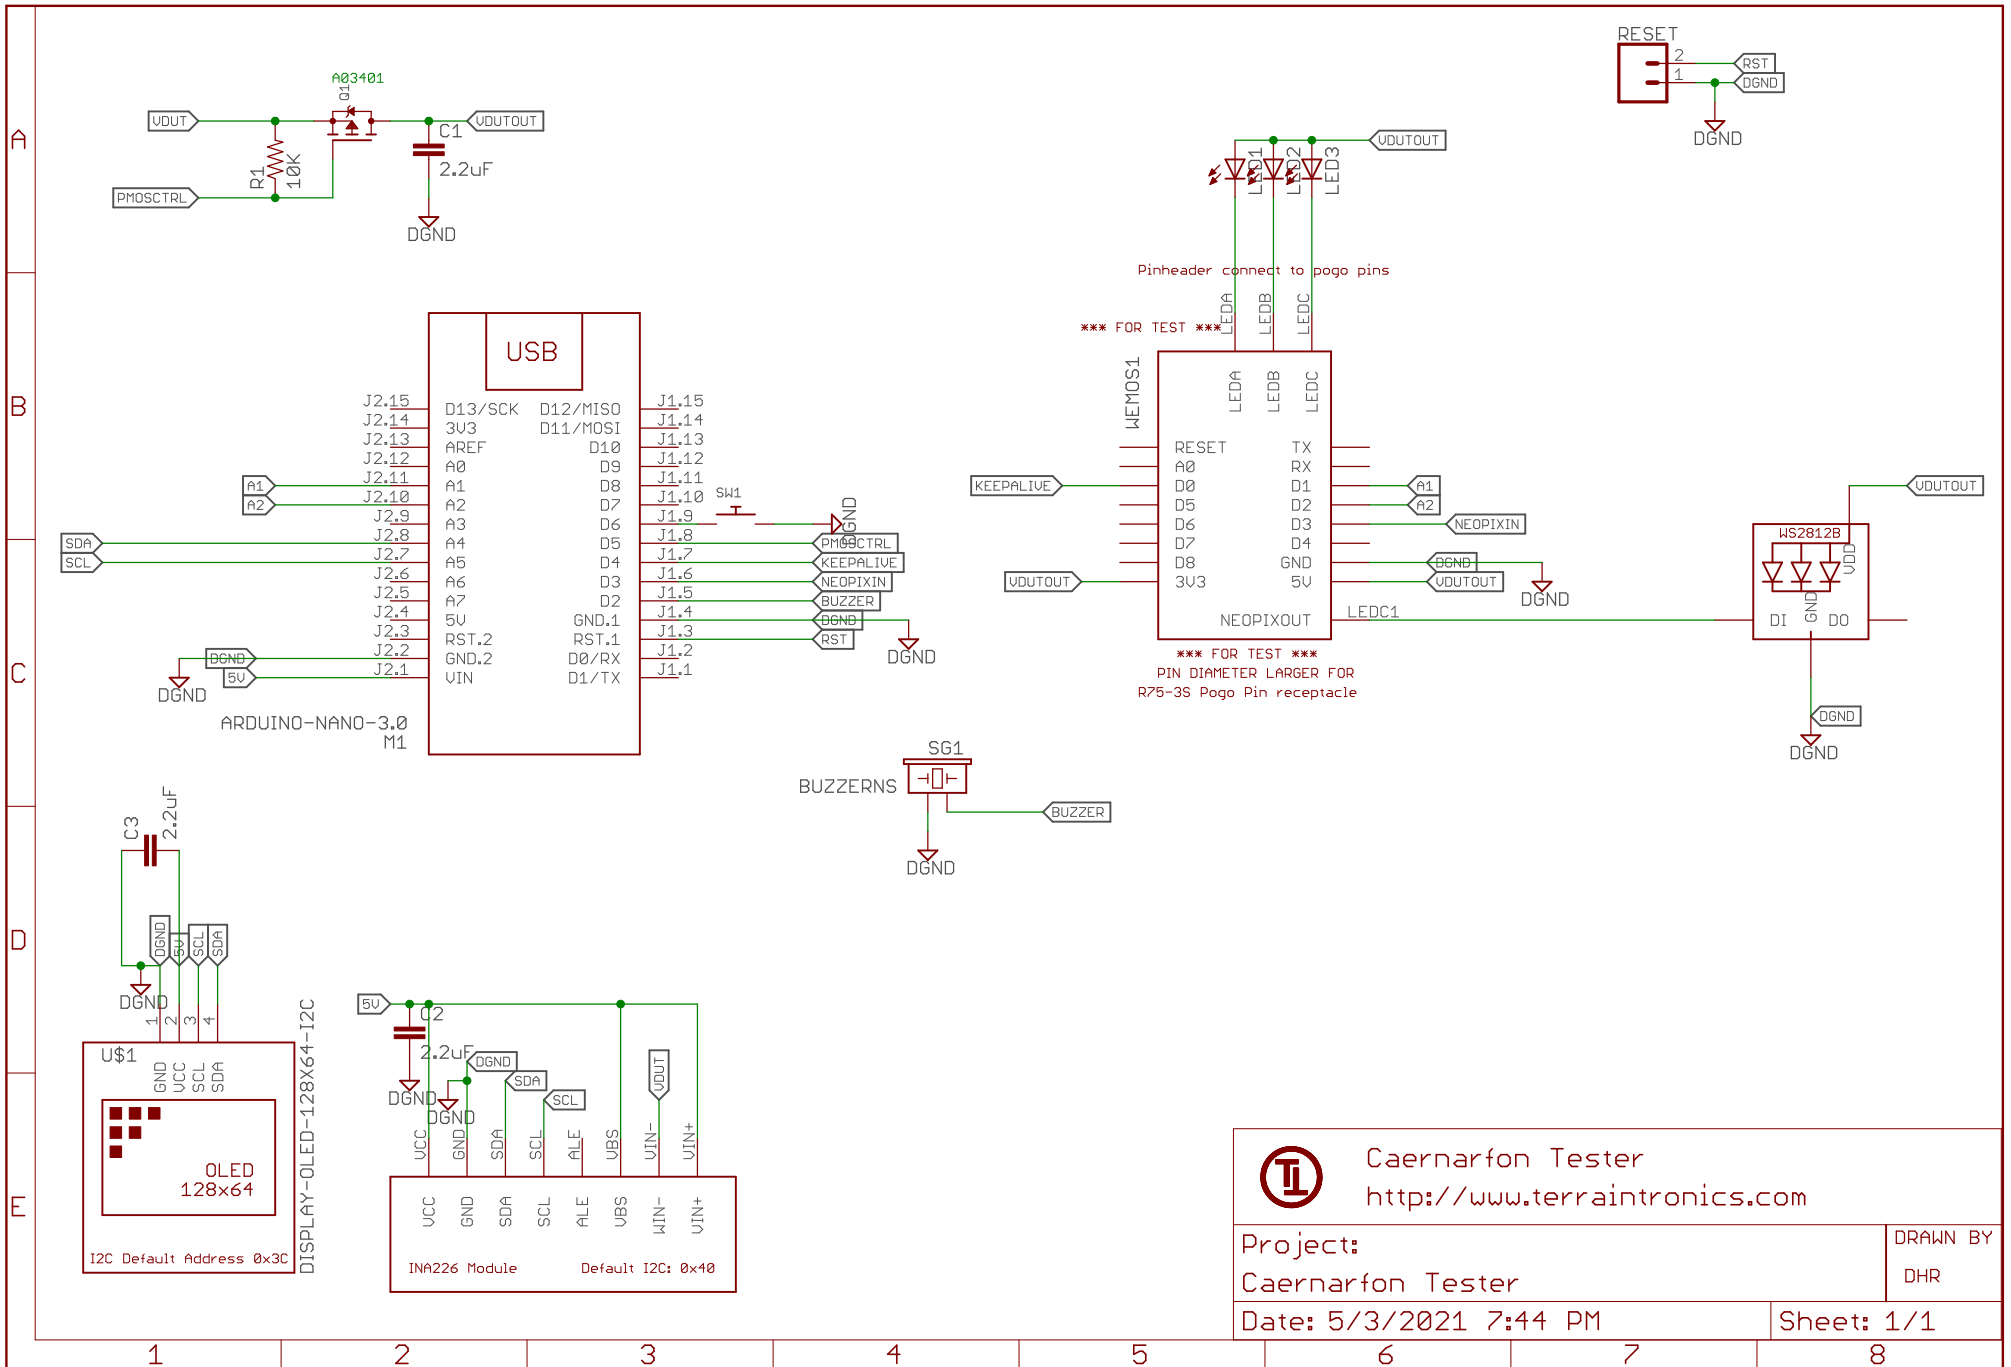 RESET
2
RST
1
DGND
DGND
A03401
Q1
VDUT
VDUTOUT
C1
2.2uF
R1
10K
PMOSCTRL
DGND
VDUTOUT
LED1
LED2
LED3
Pinheader connect to pogo pins
LEDA
LEDB
LEDC
*** FOR TEST ***
WEMOS1
LEDA
LEDB
LEDC
RESET
TX
A0
RX
KEEPALIVE
D0
D1
A1
D5
D2
A2
D6
D3
NEOPIXIN
D7
D4
D8
GND
DGND
DGND
VDUTOUT
3V3
5V
VDUTOUT
NEOPIXOUT
LEDC1
*** FOR TEST ***
PIN DIAMETER LARGER FOR
R75-3S Pogo Pin receptacle
VDUTOUT
WS2812B
VDD
DI
GND
DO
DGND
DGND
USB
J2.15
D13/SCK
D12/MISO
J1.15
J2.14
3V3
D11/MOSI
J1.14
J2.13
AREF
D10
J1.13
J2.12
A0
D9
J1.12
A1
J2.11
A1
D8
J1.11
A2
J2.10
A2
D7
J1.10
SW1
J2.9
A3
D6
J1.9
DGND
SDA
J2.8
A4
D5
J1.8
PMOSCTRL
SCL
J2.7
A5
D4
J1.7
KEEPALIVE
J2.6
A6
D3
J1.6
NEOPIXIN
J2.5
A7
D2
J1.5
BUZZER
J2.4
5V
GND.1
J1.4
DGND
J2.3
RST.2
RST.1
J1.3
RST
DGND
DGND
J2.2
GND.2
D0/RX
J1.2
DGND
5V
J2.1
VIN
D1/TX
J1.1
ARDUINO-NANO-3.0
M1
SG1
BUZZERNS
BUZZER
DGND
C3
2.2uF
DGND
5V
SCL
SDA
DGND
1
2
3
4
U$1
GND
VCC
SCL
SDA
OLED
128x64
I2C Default Address 0x3C
DISPLAY-OLED-128X64-I2C
5V
C2
2.2uF
DGND
DGND
DGND
SDA
SCL
VDUT
VCC
GND
SDA
SCL
ALE
VBS
VIN-
VIN+
VCC
GND
SDA
SCL
ALE
VBS
WIN-
VIN+
INA226 Module
Default I2C: 0x40
Caernarfon Tester
http://www.terraintronics.com
Project:
Caernarfon Tester
DRAWN BY
DHR
Date: 5/3/2021 7:44 PM
Sheet: 1/1
A
B
C
D
E
1
2
3
4
5
6
7
8